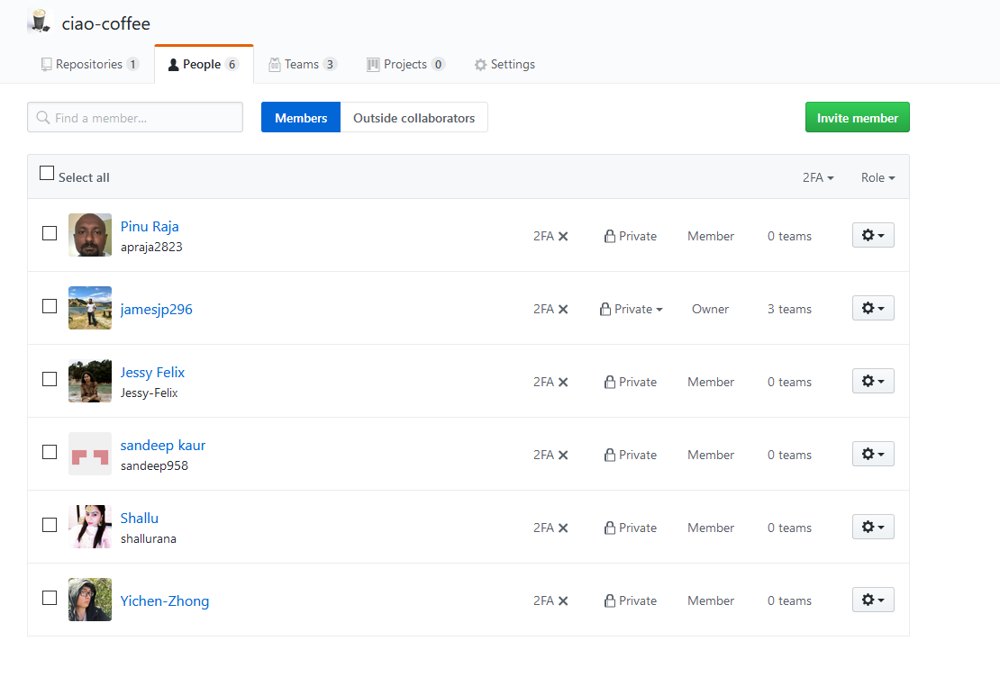 ciao-coffee
Repositories 1 People 6 Teams 3 Projects 0 Settings
Find a member... Members Outside collaborators Invite member
Select all 2FA Role
Pinu Raja
apraja2823
2FA Private Member 0 teams
jamesjp296 2FA Private Owner 3 teams
Jessy Felix
Jessy-Felix
2FA Private Member 0 teams
sandeep kaur
sandeep958
2FA Private Member 0 teams
Shallu
shallurana
2FA Private Member 0 teams
Yichen-Zhong 2FA Private Member 0 teams